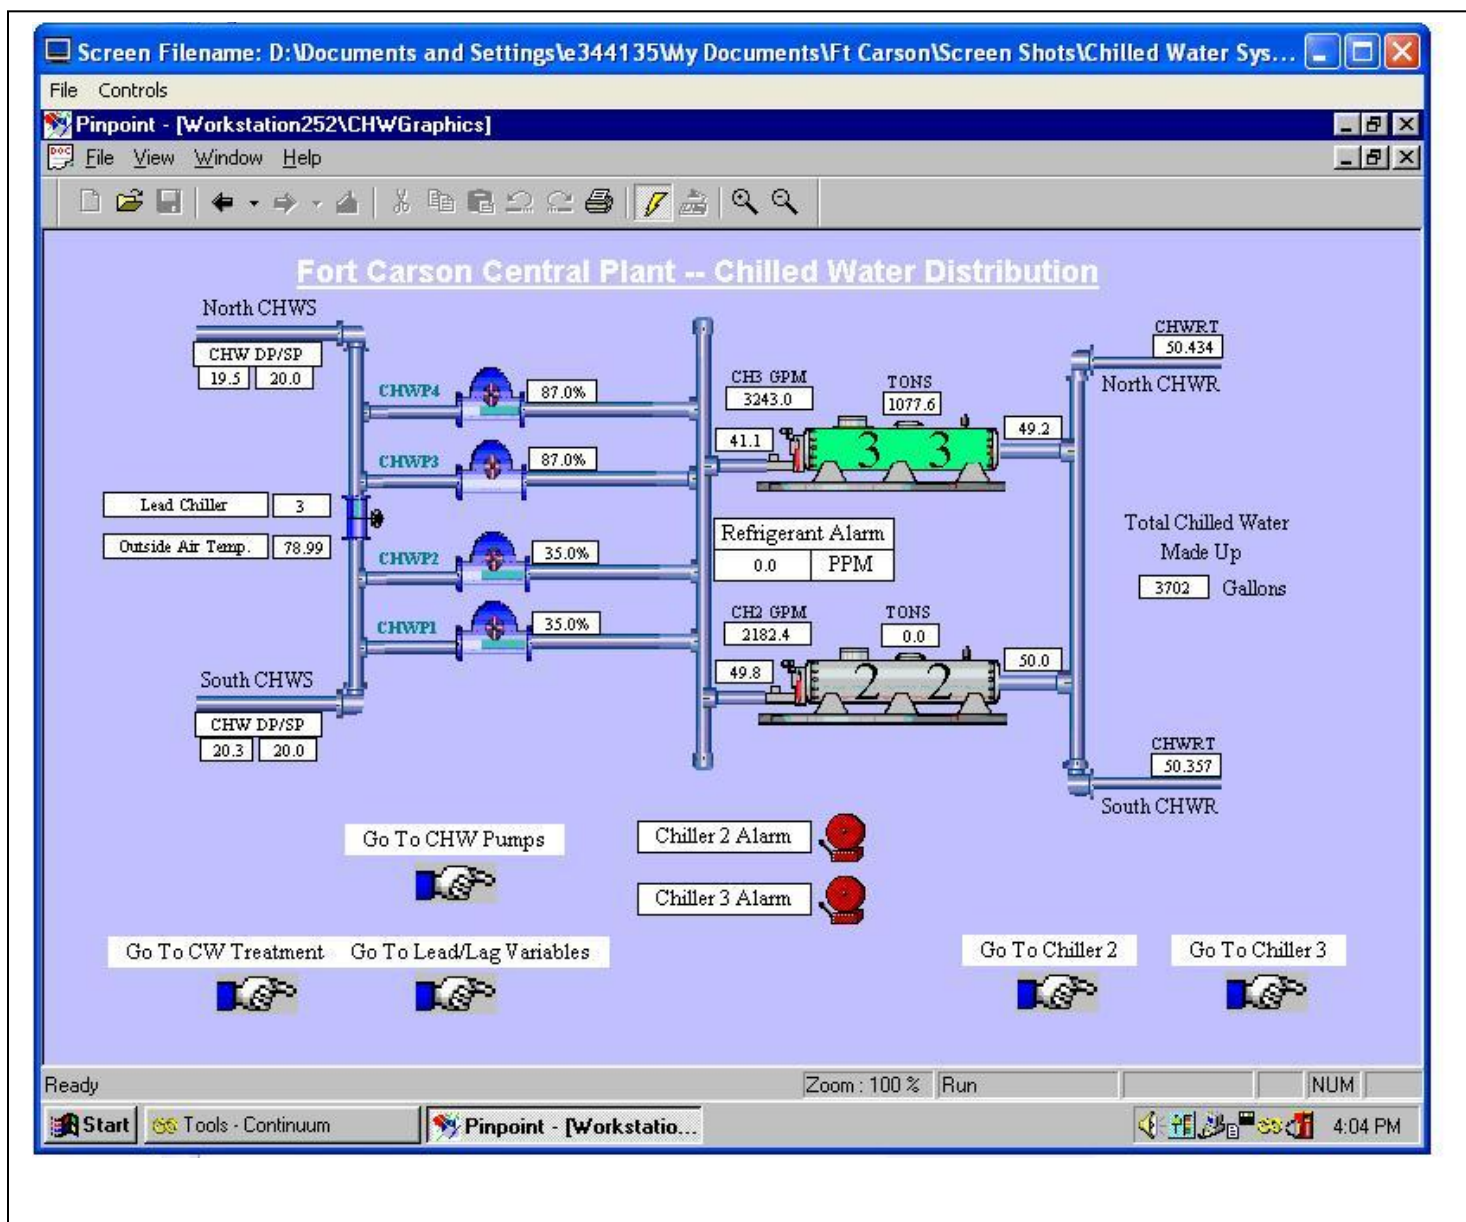 Screen Filename: D:\Documents and Settings\e344135\My Documents\Ft Carson\Screen Shots\Chilled Water Sys...
File Controls
Pinpoint - [Workstation252\CHWGraphics]
DOC
File View Window Help
Fort Carson Central Plant -- Chilled Water Distribution
North CHWS
CHW DP/SP
19.5 20.0
CHWP4 87.0%
CHWP3 87.0%
Lead Chiller 3
Outside Air Temp. 78.99
CHWP2 35.0%
CHWP1 35.0%
South CHWS
CHW DP/SP
20.3 20.0
CH3 GPM
3243.0
TONS
1077.6
41.1
3 3
49.2
Refrigerant Alarm
0.0 PPM
CH2 GPM
2182.4
TONS
0.0
49.8
2 2
50.0
CHWRT
50.434
North CHWR
Total Chilled Water
Made Up
3702 Gallons
CHWRT
50.357
South CHWR
Go To CHW Pumps
Chiller 2 Alarm
Chiller 3 Alarm
Go To CW Treatment
Go To Lead/Lag Variables
Go To Chiller 2
Go To Chiller 3
Ready
Zoom : 100 % Run NUM
Start Tools - Continuum Pinpoint - [Workstatio... 4:04 PM